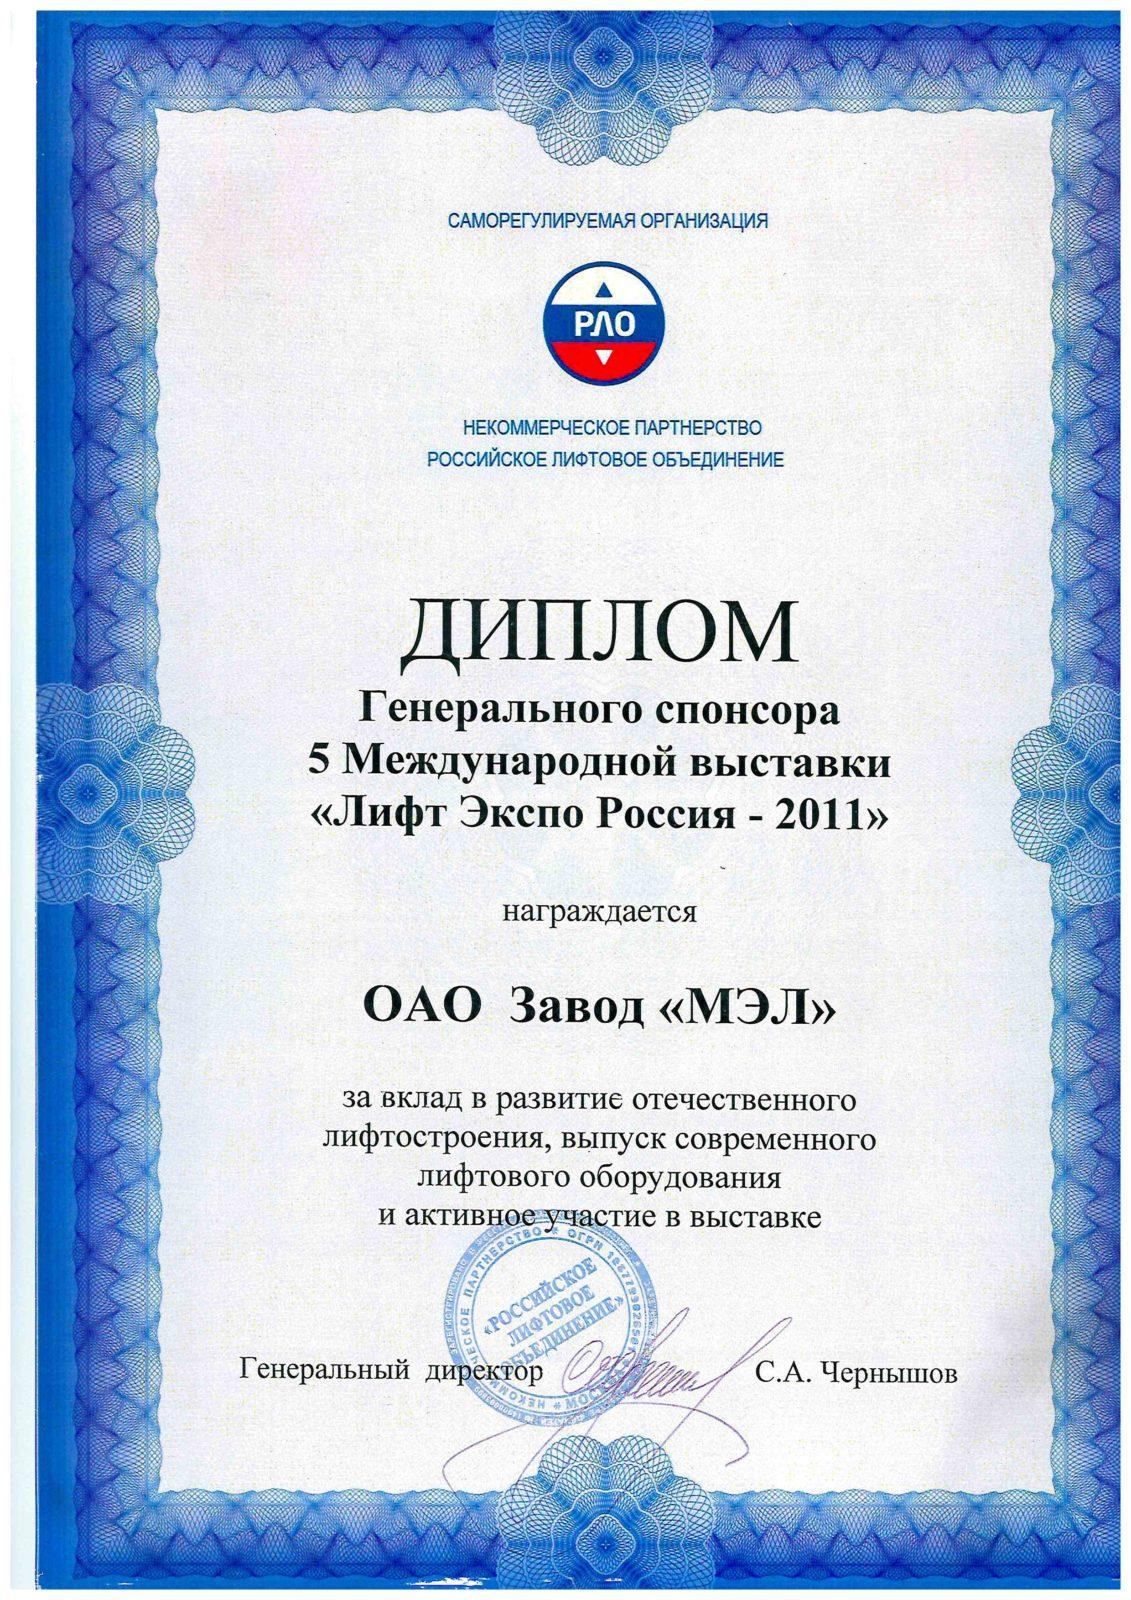 САМОРЕГУЛИРУЕМАЯ ОРГАНИЗАЦИЯ
РЛО
НЕКОММЕРЧЕСКОЕ ПАРТНЕРСТВО
РОССИЙСКОЕ ЛИФТОВОЕ ОБЪЕДИНЕНИЕ
ДИПЛОМ
Генерального спонсора
5 Международной выставки
«Лифт Экспо Россия - 2011»
награждается
ОАО Завод «МЭЛ»
за вклад в развитие отечественного
лифтостроения, выпуск современного
лифтового оборудования
и активное участие в выставке
«РОССИЙСКОЕ
ЛИФТОВОЕ
ОБЪЕДИНЕНИЕ»
НЕКОММЕРЧЕСКОЕ ПАРТНЕРСТВО * ОГРН
* МОСКВА
Генеральный директор
С.А. Чернышов